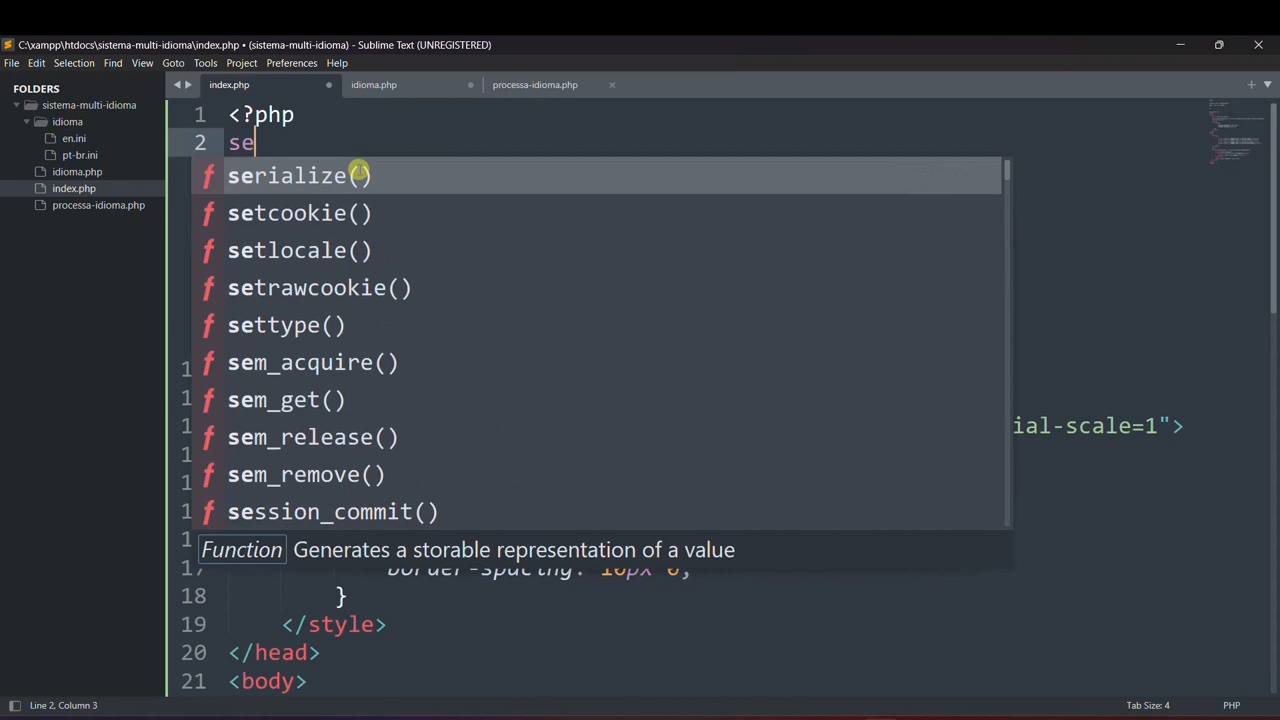 C:\xampp\htdocs\sistema-multi-idioma\index.php • (sistema-multi-idioma) - Sublime Text (UNREGISTERED)
File Edit Selection Find View Goto Tools Project Preferences Help
FOLDERS
sistema-multi-idioma
idioma
en.ini
pt-br.ini
idioma.php
index.php
processa-idioma.php
index.php idioma.php processa-idioma.php
1 <?php
2 se
serialize()
setcookie()
setlocale()
setrawcookie()
settype()
sem_acquire()
sem_get()
sem_release()
sem_remove()
session_commit()
Function Generates a storable representation of a value
ial-scale=1">
border-spacing: 10px 0;
18 }
19 </style>
20 </head>
21 <body>
Line 2, Column 3
Tab Size: 4
PHP